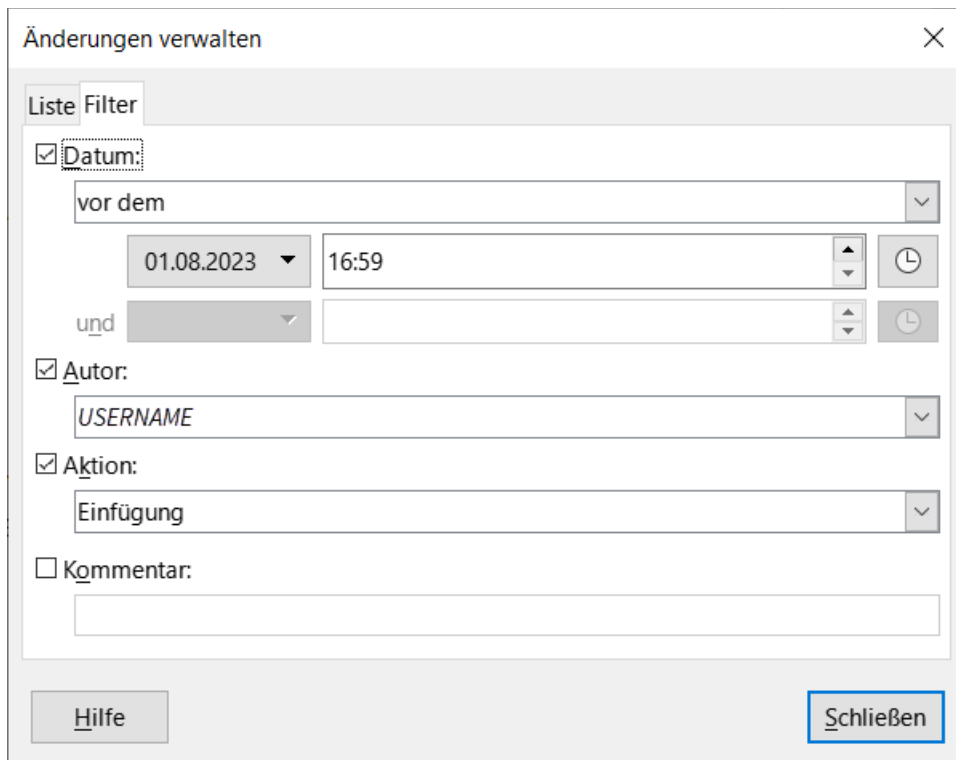 Änderungen verwalten
Liste Filter
Datum:
vor dem
01.08.2023 16:59
und
Autor:
USERNAME
Aktion:
Einfügung
Kommentar:
Hilfe Schließen